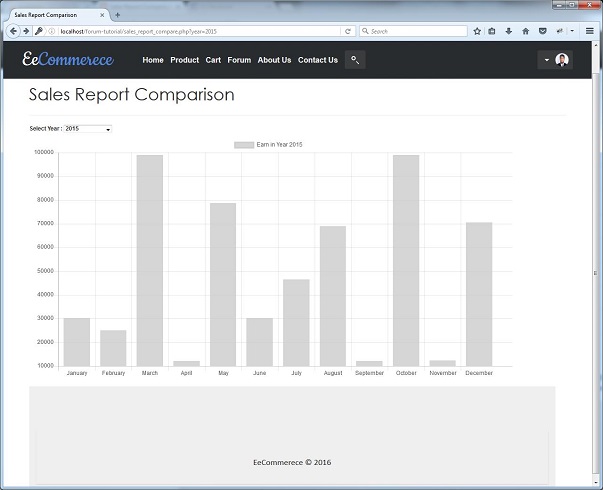 Sales Report Comparison
localhost/forum-tutorial/sales_report_compare.php?year=2015
Search
EeCommerece
Home Product Cart Forum About Us Contact Us
Sales Report Comparison
Select Year : 2015
Earn in Year 2015
100000
90000
80000
70000
60000
50000
40000
30000
20000
10000
January February March April May June July August September October November December
EeCommerece © 2016